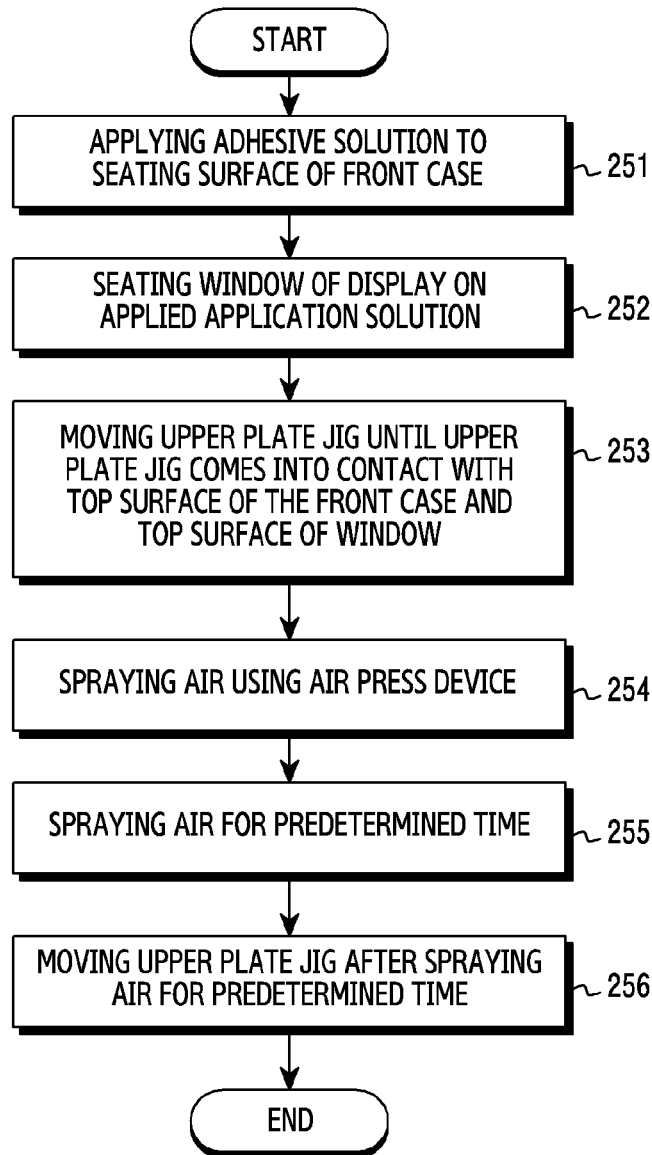 START
APPLYING ADHESIVE SOLUTION TO
SEATING SURFACE OF FRONT CASE
251
SEATING WINDOW OF DISPLAY ON
APPLIED APPLICATION SOLUTION
252
MOVING UPPER PLATE JIG UNTIL UPPER
PLATE JIG COMES INTO CONTACT WITH
TOP SURFACE OF THE FRONT CASE AND
TOP SURFACE OF WINDOW
253
SPRAYING AIR USING AIR PRESS DEVICE
254
SPRAYING AIR FOR PREDETERMINED TIME
255
MOVING UPPER PLATE JIG AFTER SPRAYING
AIR FOR PREDETERMINED TIME
256
END